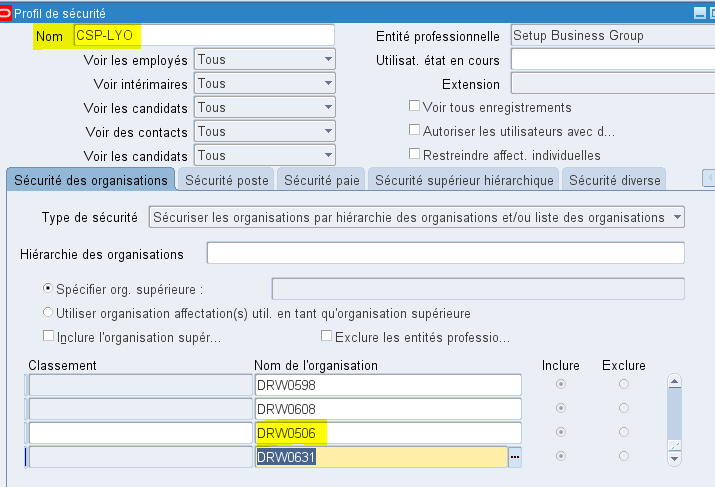 Profil de sécurité
Nom CSP-LYO Entité professionnelle Setup Business Group
Voir les employés Tous Utilisat. état en cours
Voir intérimaires Tous Extension
Voir les candidats Tous Voir tous enregistrements
Voir des contacts Tous Autoriser les utilisateurs avec d...
Voir les candidats Tous Restreindre affect. individuelles
Sécurité des organisations Sécurité poste Sécurité paie Sécurité supérieur hiérarchique Sécurité diverse
Type de sécurité Sécuriser les organisations par hiérarchie des organisations et/ou liste des organisations
Hiérarchie des organisations
Spécifier org. supérieure :
Utiliser organisation affectation(s) util. en tant qu'organisation supérieure
Inclure l'organisation supér... Exclure les entités professio...
Classement Nom de l'organisation Inclure Exclure
DRW0598
DRW0608
DRW0506
DRW0631 ...